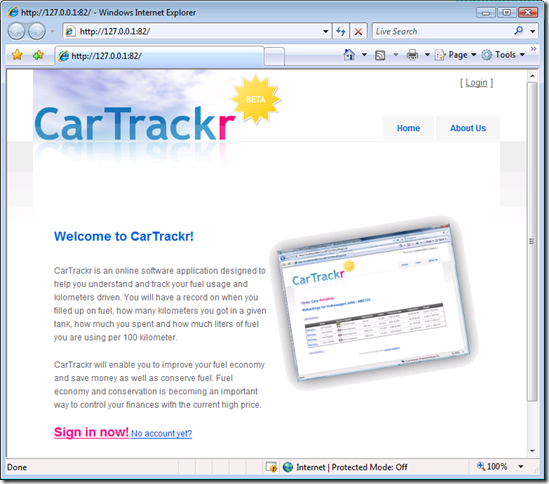 http://127.0.0.1:82/ - Windows Internet Explorer
http://127.0.0.1:82/
Live Search
http://127.0.0.1:82/
Page
Tools
[ Login ]
BETA
CarTrackr
Home
About Us
Welcome to CarTrackr!
CarTrackr is an online software application designed to
help you understand and track your fuel usage and
kilometers driven. You will have a record on when you
filled up on fuel, how many kilometers you got in a given
tank, how much you spent and how much liters of fuel
you are using per 100 kilometer.
CarTrackr will enable you to improve your fuel economy
and save money as well as conserve fuel. Fuel
economy and conservation is becoming an important
way to control your finances with the current high price.
Sign in now! No account yet?
CarTrackr
Done
Internet | Protected Mode: Off
100%